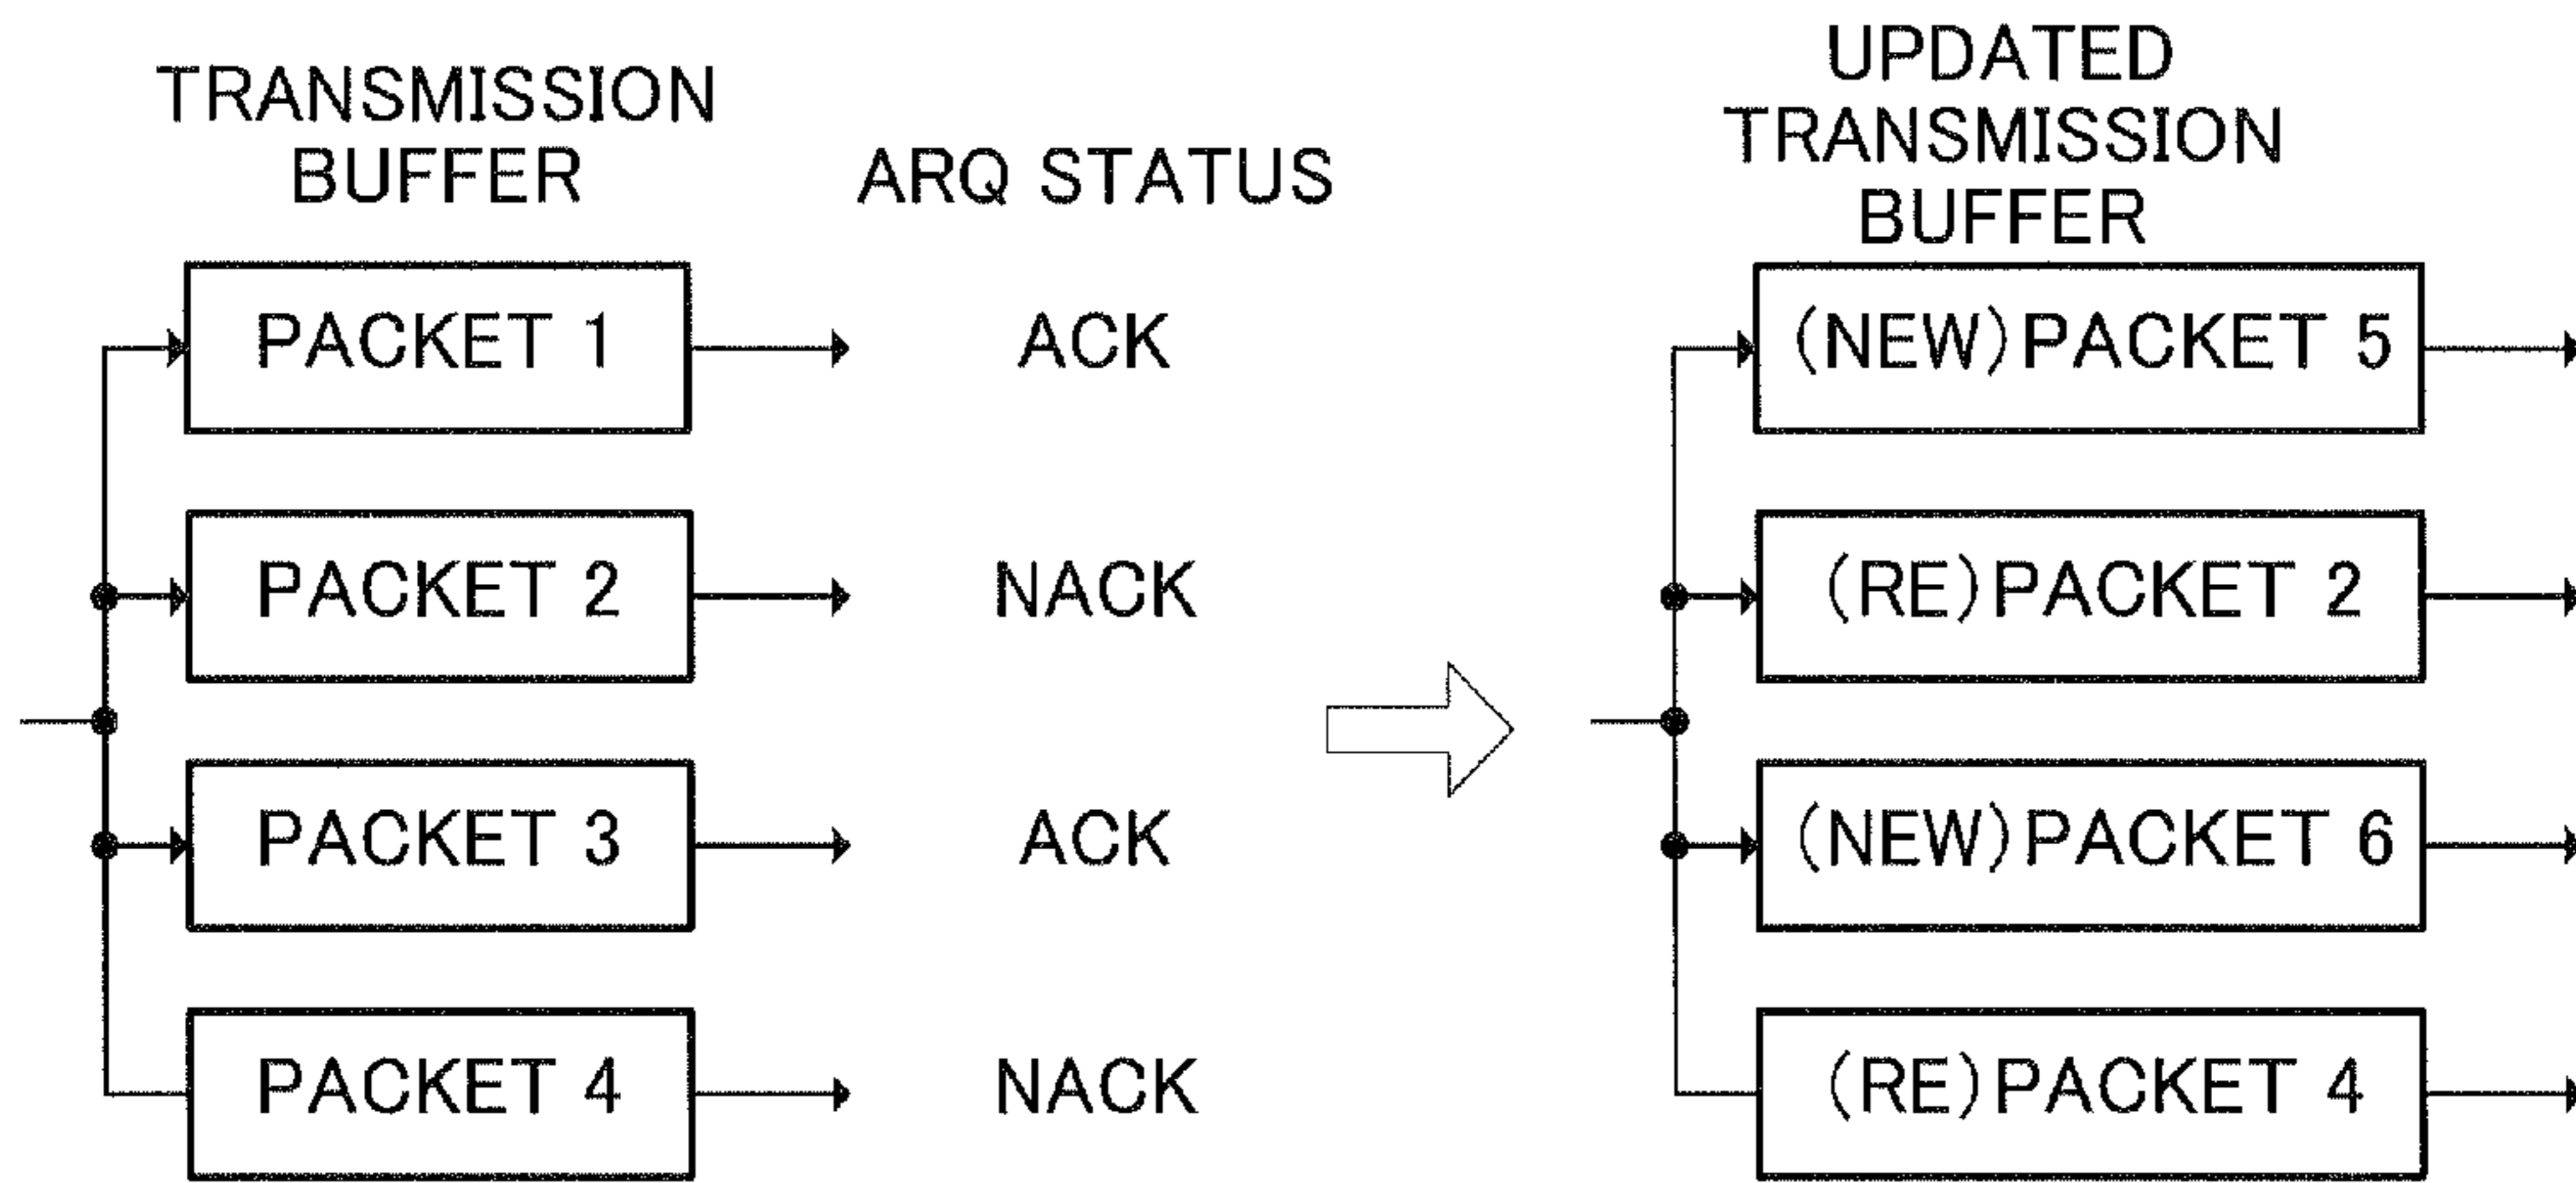 TRANSMISSION
BUFFER
ARQ STATUS
UPDATED
TRANSMISSION
BUFFER
PACKET 1
ACK
(NEW)PACKET 5
PACKET 2
NACK
(RE)PACKET 2
PACKET 3
ACK
(NEW)PACKET 6
PACKET 4
NACK
(RE)PACKET 4